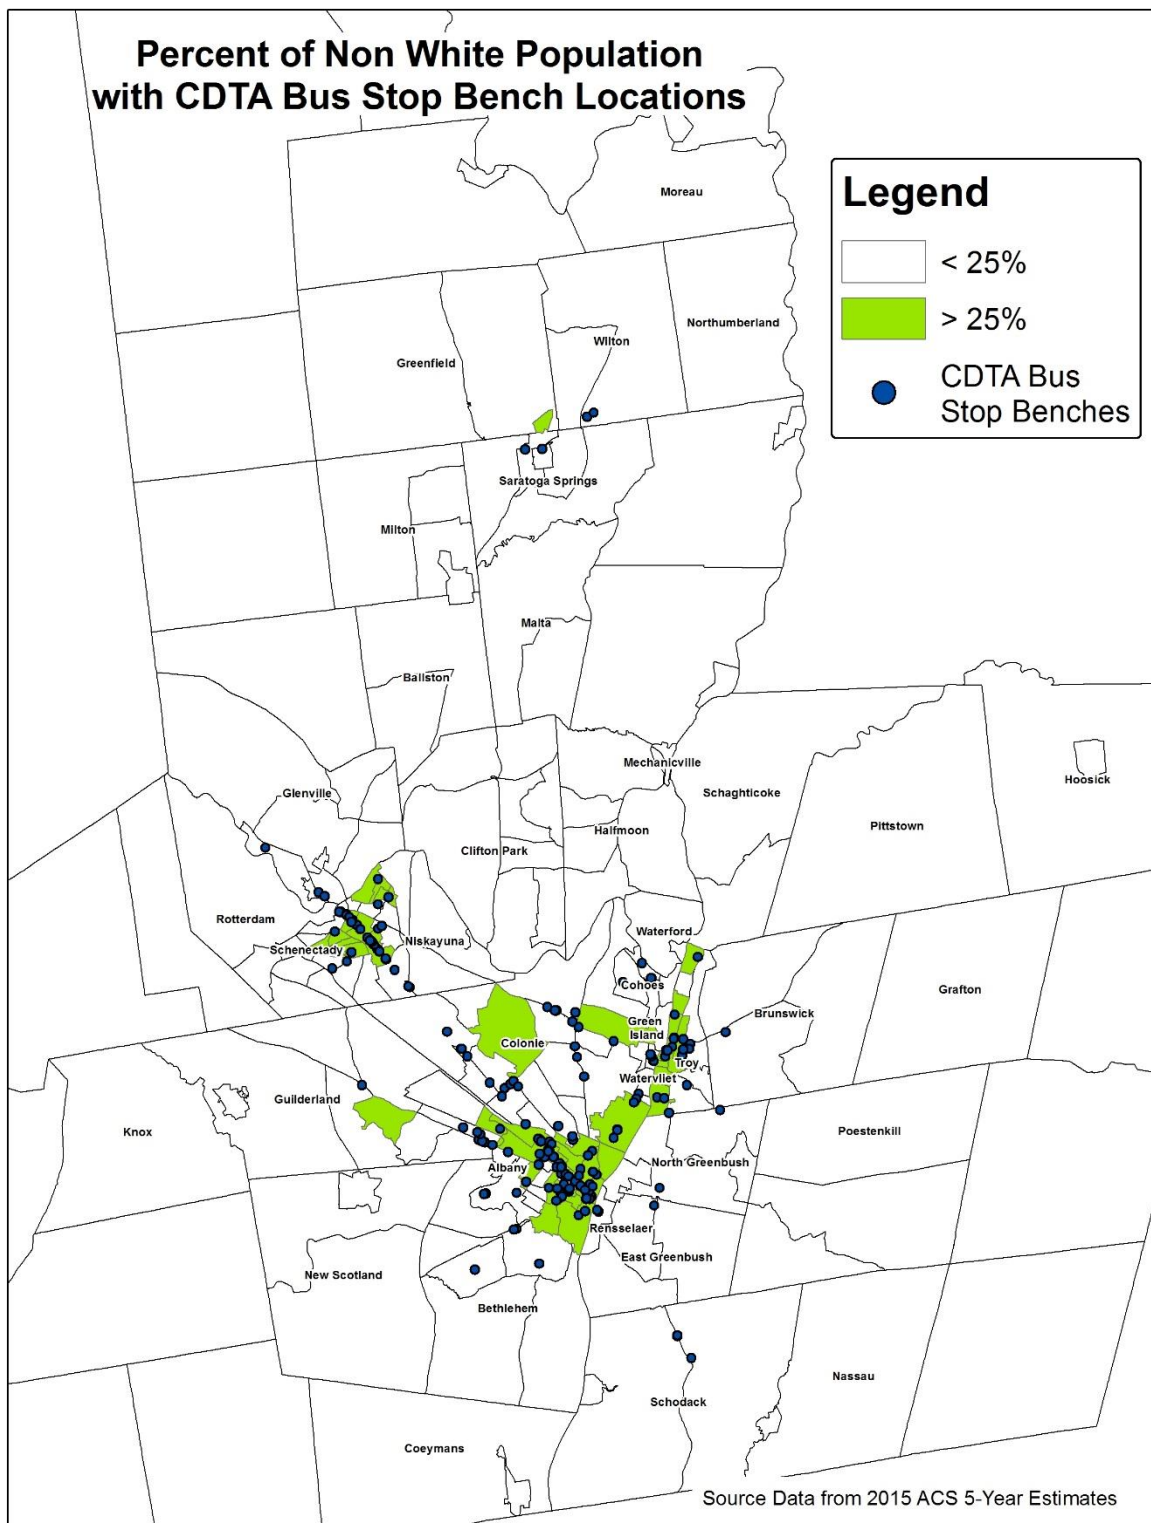 Percent of Non White Population
with CDTA Bus Stop Bench Locations
Legend
< 25%
> 25%
CDTA Bus
Stop Benches
Moreau
Northumberland
Wilton
Greenfield
Saratoga Springs
Milton
Malta
Ballston
Mechanicville
Hoosick
Glenville
Schaghticoke
Pittstown
Halfmoon
Clifton Park
Rotterdam
Waterford
Niskayuna
Schenectady
Cohoes
Grafton
Brunswick
Green
Island
Colonie
Troy
Watervliet
Guilderland
Knox
Poestenkill
North Greenbush
Albany
Rensselaer
East Greenbush
New Scotland
Bethlehem
Nassau
Schodack
Coeymans
Source Data from 2015 ACS 5-Year Estimates